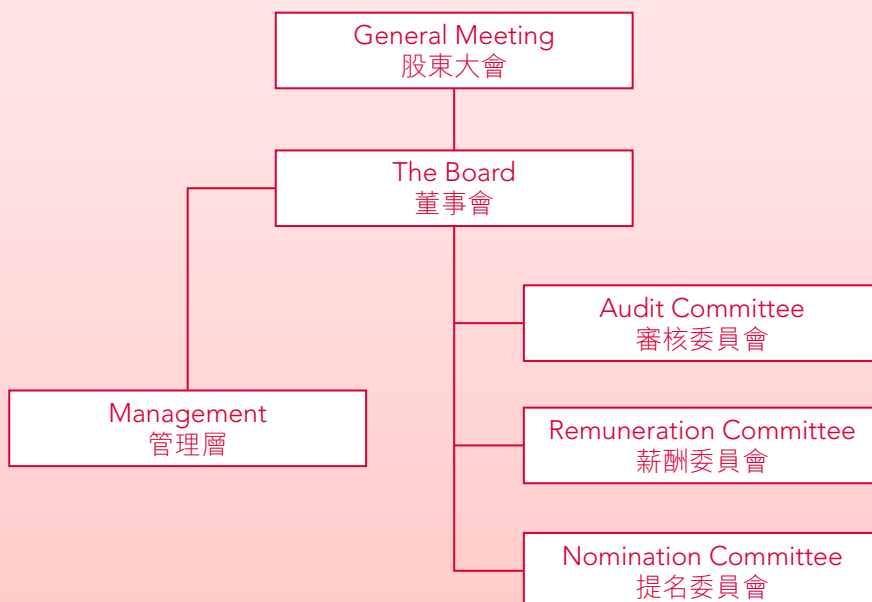 General Meeting
股東大會
The Board
董事會
Audit Committee
審核委員會
Management
管理層
Remuneration Committee
薪酬委員會
Nomination Committee
提名委員會